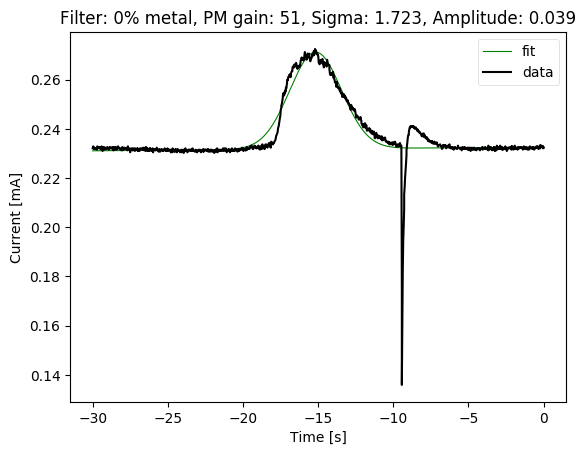 Filter: 0% metal, PM gain: 51, Sigma: 1.723, Amplitude: 0.039
fit
data
0.26
0.24
0.22
0.20
0.18
0.16
0.14
Current [mA]
−30
−25
−20
−15
−10
−5
0
Time [s]